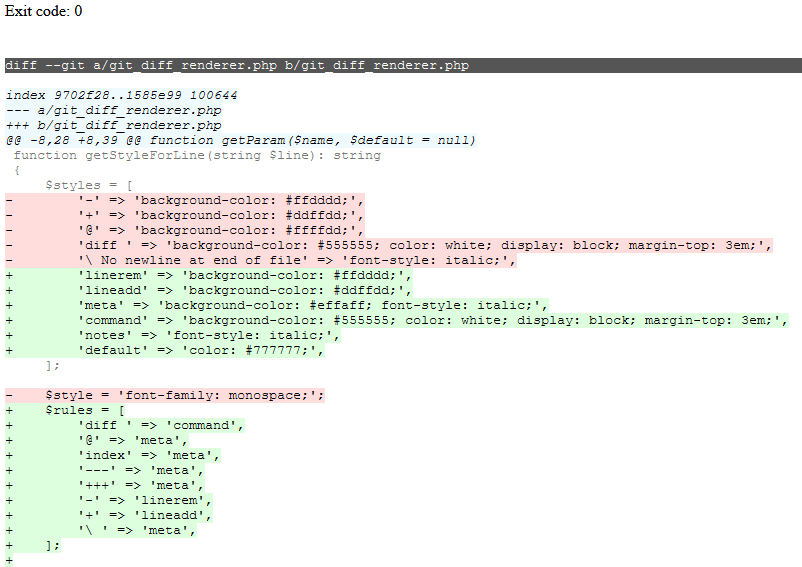 Exit code: 0
diff --git a/git_diff_renderer.php b/git_diff_renderer.php
index 9702f28..1585e99 100644
--- a/git_diff_renderer.php
+++ b/git_diff_renderer.php
@@ -8,28 +8,39 @@ function getParam($name, $default = null)
 function getStyleForLine(string $line): string
 {
     $styles = [
-        '-' => 'background-color: #ffdddd;',
-        '+' => 'background-color: #ddffdd;',
-        '@' => 'background-color: #ffffdd;',
-        'diff ' => 'background-color: #555555; color: white; display: block; margin-top: 3em;',
-        '\ No newline at end of file' => 'font-style: italic;',
+        'linerem' => 'background-color: #ffdddd;',
+        'lineadd' => 'background-color: #ddffdd;',
+        'meta' => 'background-color: #effaff; font-style: italic;',
+        'command' => 'background-color: #555555; color: white; display: block; margin-top: 3em;',
+        'notes' => 'font-style: italic;',
+        'default' => 'color: #777777;',
     ];
-    $style = 'font-family: monospace;';
+    $rules = [
+        'diff ' => 'command',
+        '@' => 'meta',
+        'index' => 'meta',
+        '---' => 'meta',
+        '+++' => 'meta',
+        '-' => 'linerem',
+        '+' => 'lineadd',
+        '\ ' => 'meta',
+    ];
+